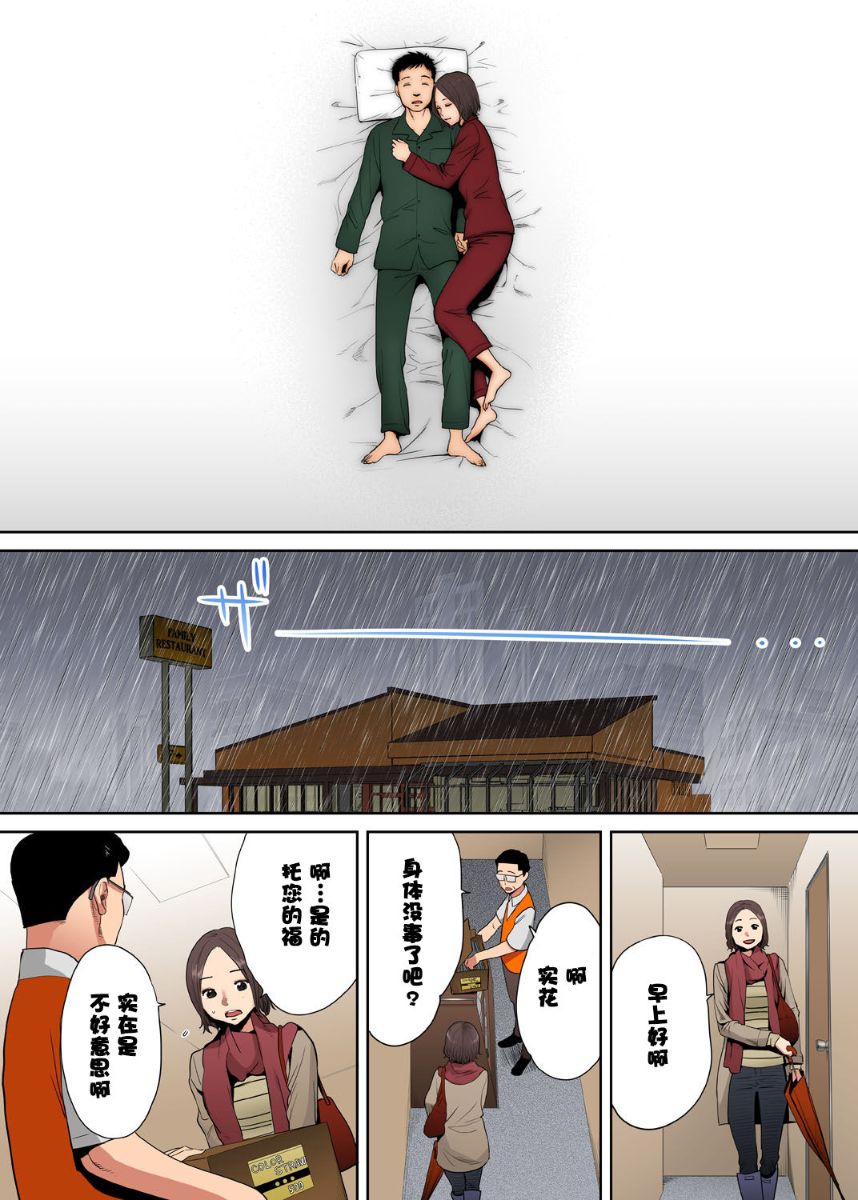 ザ
FAMILY
RESTAURANT
早上好啊
啊
实花
身体没事了吧？
啊…是的
托您的福
实在是
不好意思啊
COLOR
STRAW